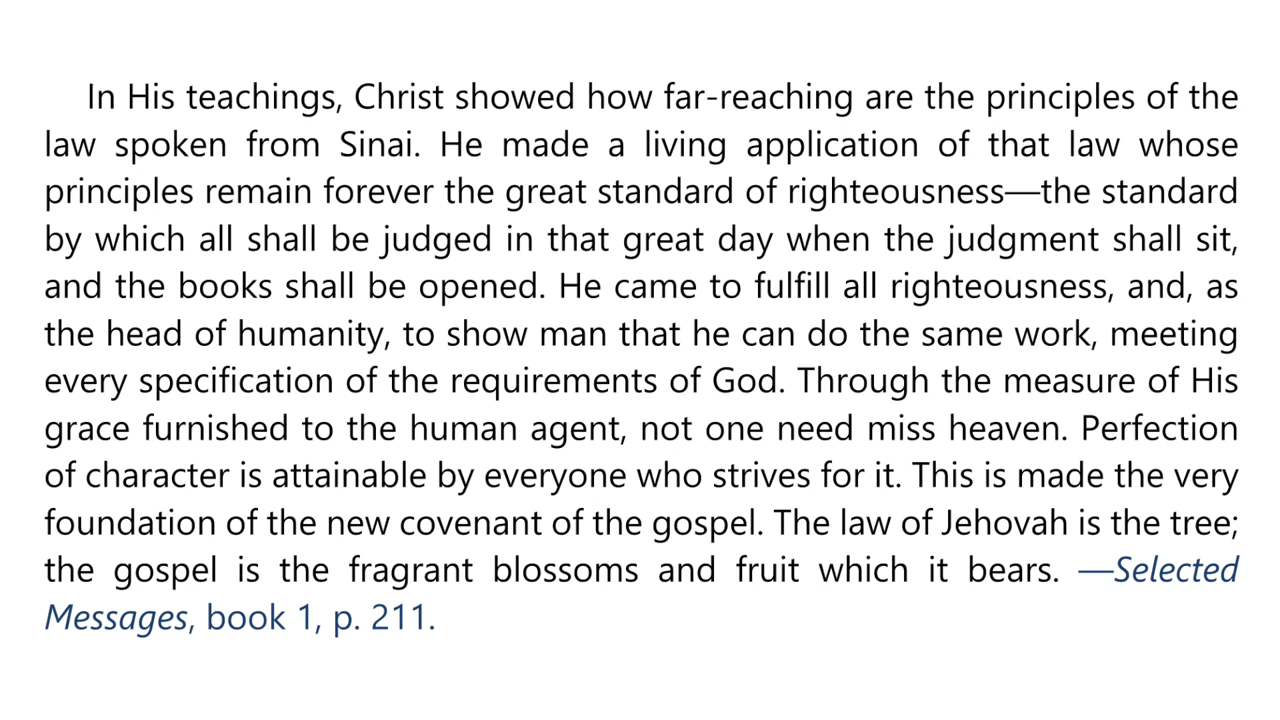 In His teachings, Christ showed how far-reaching are the principles of the
law spoken from Sinai. He made a living application of that law whose
principles remain forever the great standard of righteousness—the standard
by which all shall be judged in that great day when the judgment shall sit,
and the books shall be opened. He came to fulfill all righteousness, and, as
the head of humanity, to show man that he can do the same work, meeting
every specification of the requirements of God. Through the measure of His
grace furnished to the human agent, not one need miss heaven. Perfection
of character is attainable by everyone who strives for it. This is made the very
foundation of the new covenant of the gospel. The law of Jehovah is the tree;
the gospel is the fragrant blossoms and fruit which it bears. —Selected
Messages, book 1, p. 211.